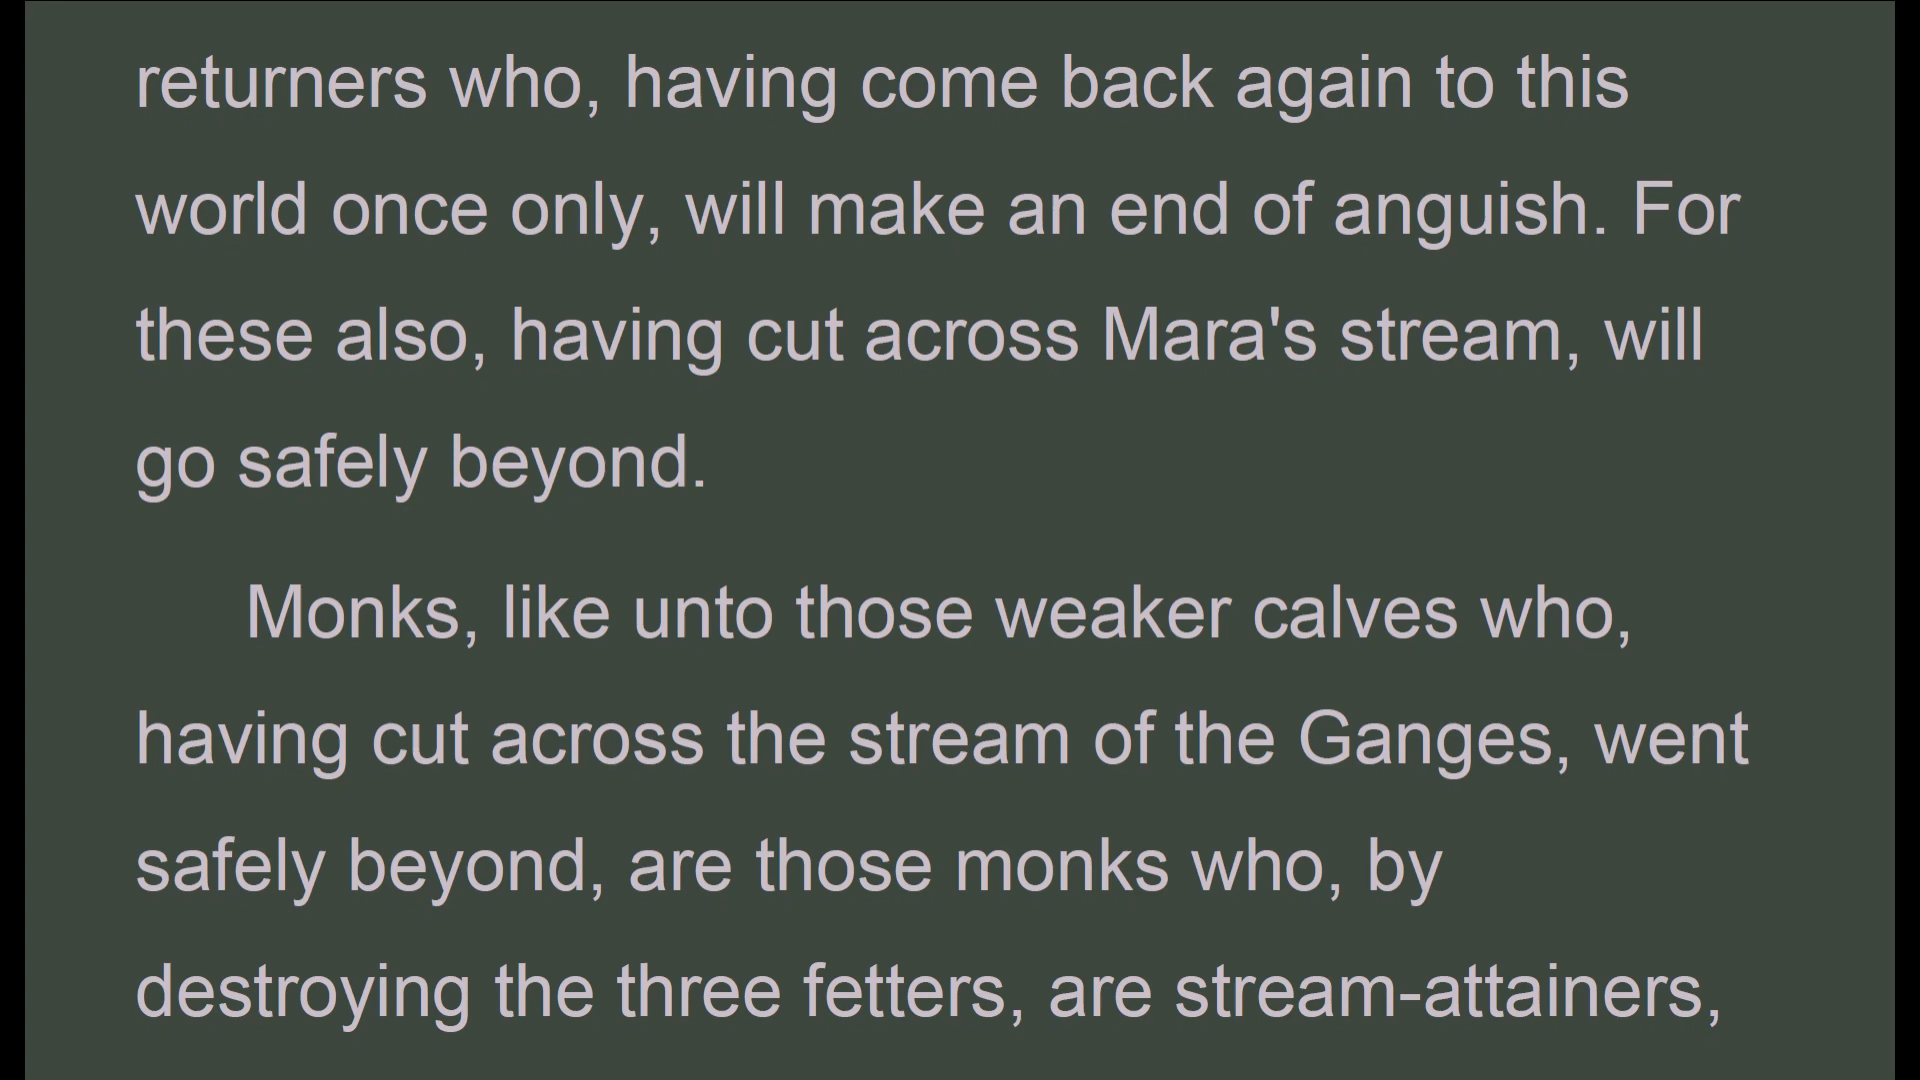 returners who, having come back again to this
world once only, will make an end of anguish. For
these also, having cut across Mara's stream, will
go safely beyond.
Monks, like unto those weaker calves who,
having cut across the stream of the Ganges, went
safely beyond, are those monks who, by
destroying the three fetters, are stream-attainers,